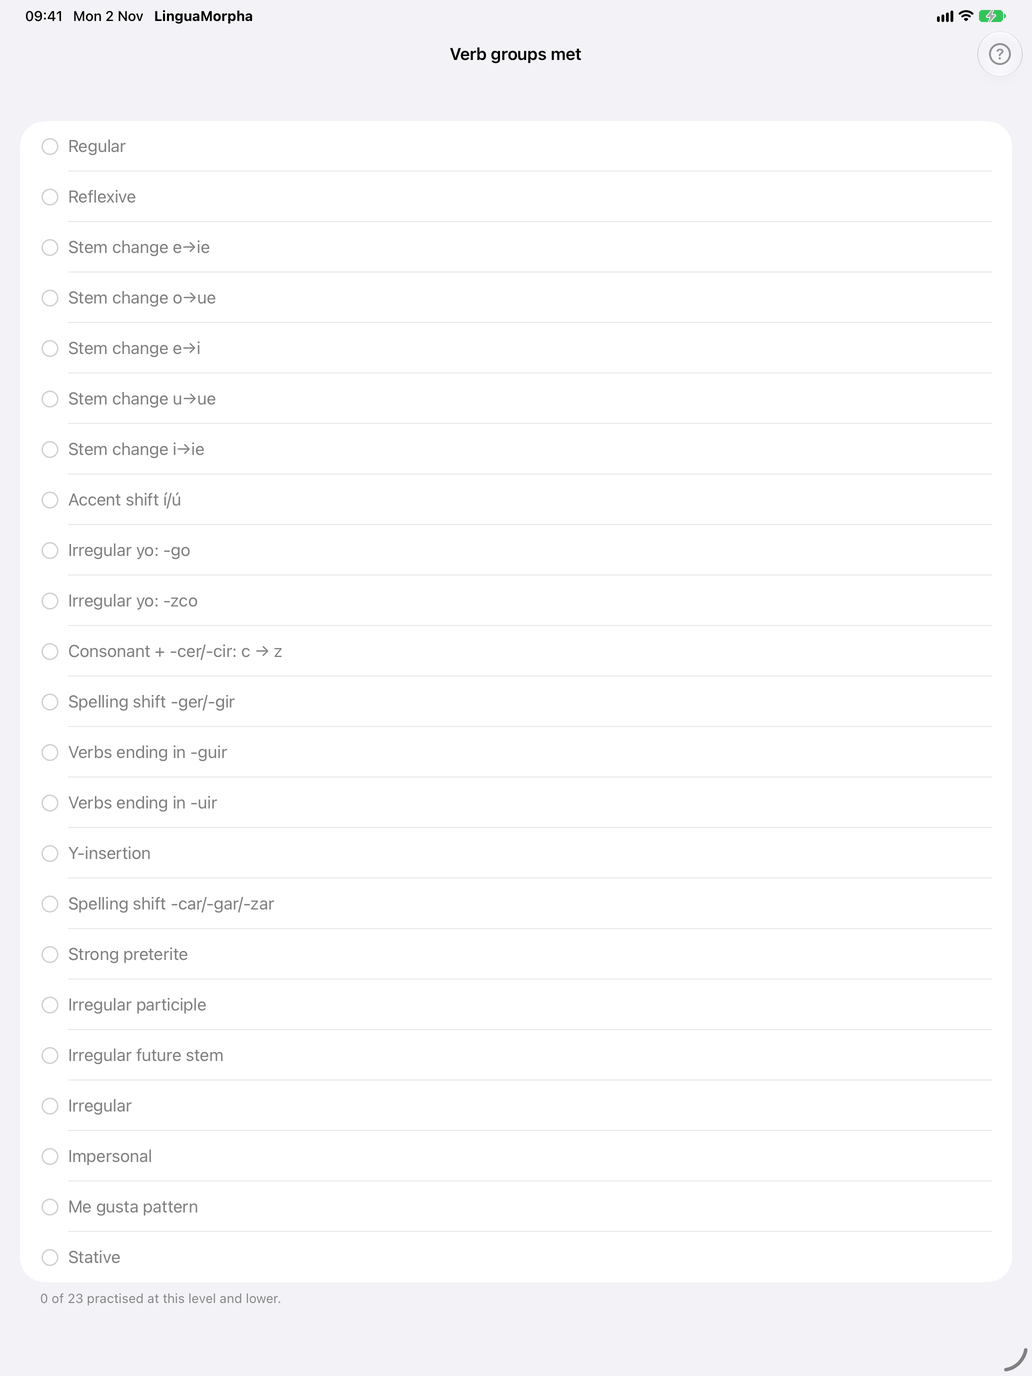 09:41 Mon 2 Nov LinguaMorpha
Verb groups met
?
Regular
Reflexive
Stem change e→ie
Stem change o→ue
Stem change e→i
Stem change u→ue
Stem change i→ie
Accent shift í/ú
Irregular yo: -go
Irregular yo: -zco
Consonant + -cer/-cir: c → z
Spelling shift -ger/-gir
Verbs ending in -guir
Verbs ending in -uir
Y-insertion
Spelling shift -car/-gar/-zar
Strong preterite
Irregular participle
Irregular future stem
Irregular
Impersonal
Me gusta pattern
Stative
0 of 23 practised at this level and lower.